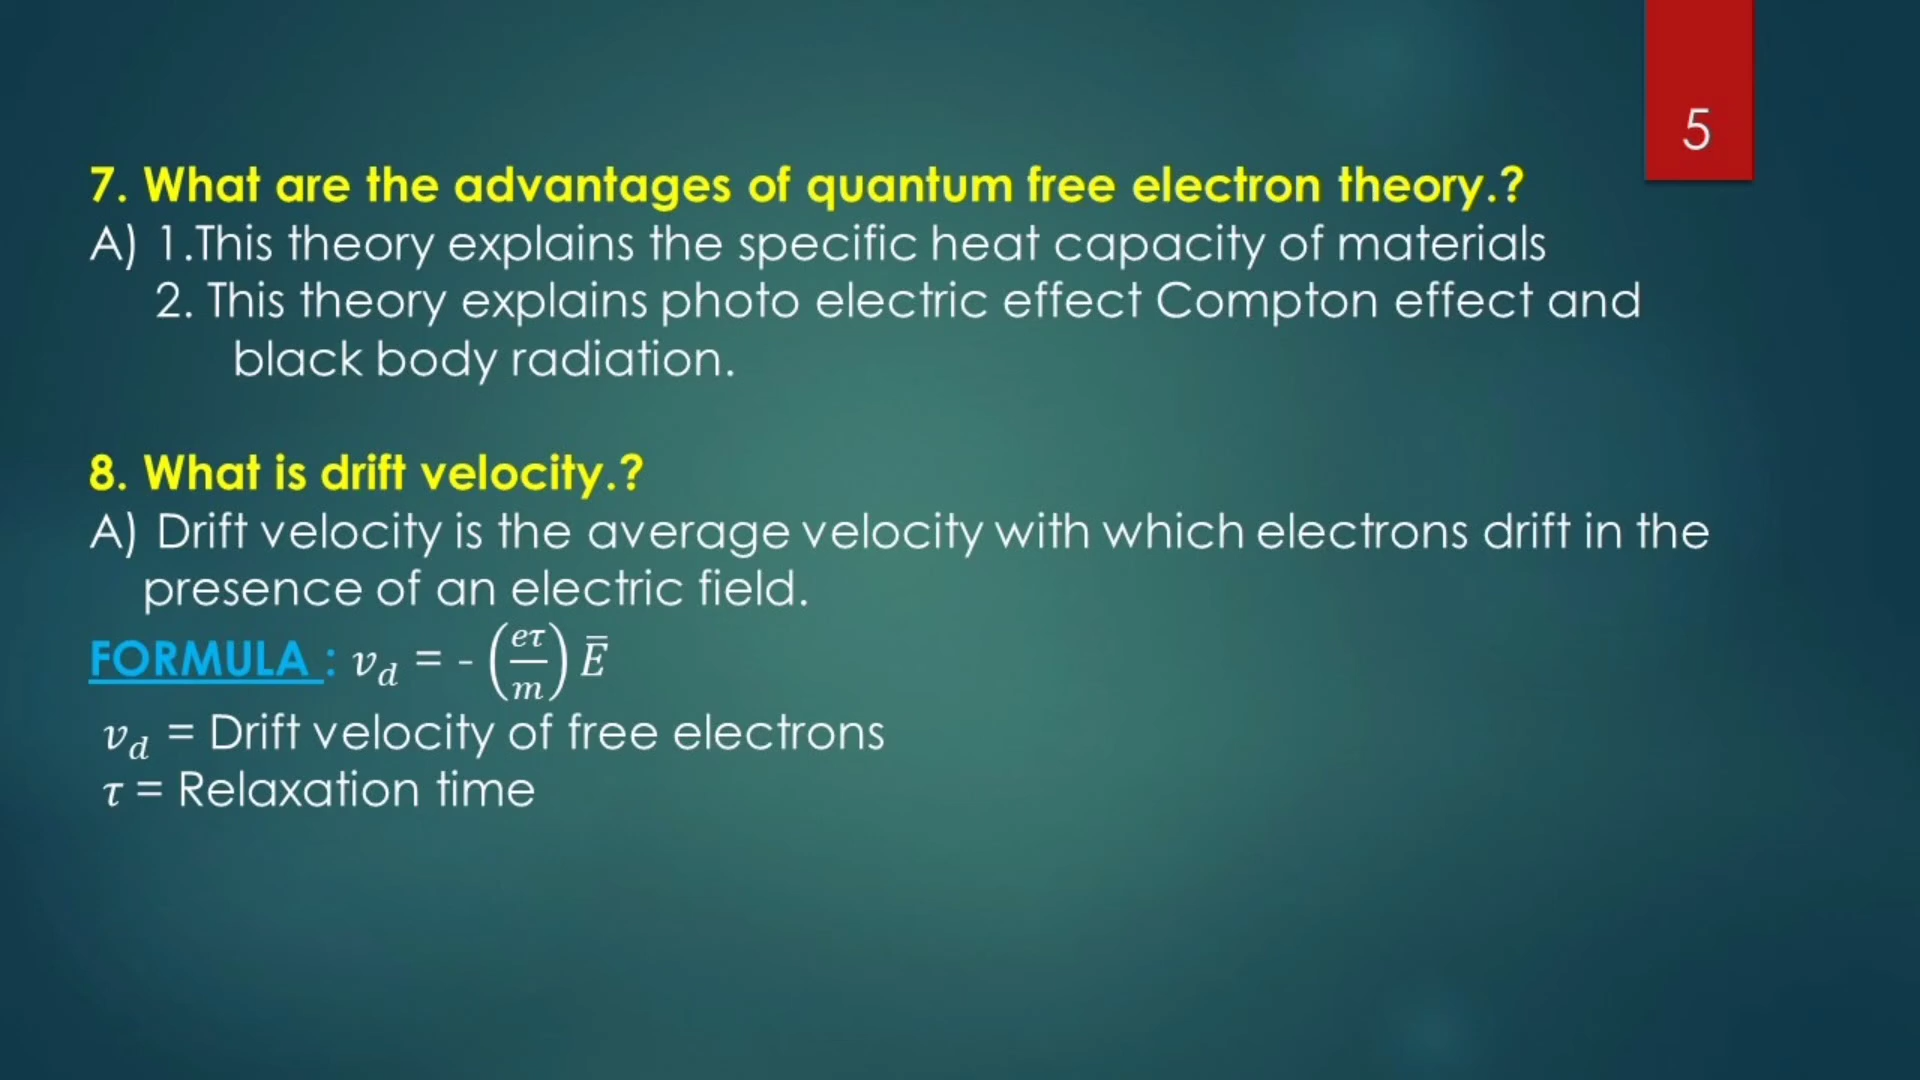 5
7. What are the advantages of quantum free electron theory.?
A) 1.This theory explains the specific heat capacity of materials
2. This theory explains photo electric effect Compton effect and
black body radiation.
8. What is drift velocity.?
A) Drift velocity is the average velocity with which electrons drift in the
presence of an electric field.
FORMULA : 𝑣𝑑 = - (𝑒𝜏/𝑚) 𝐸̅
𝑣𝑑 = Drift velocity of free electrons
𝜏 = Relaxation time